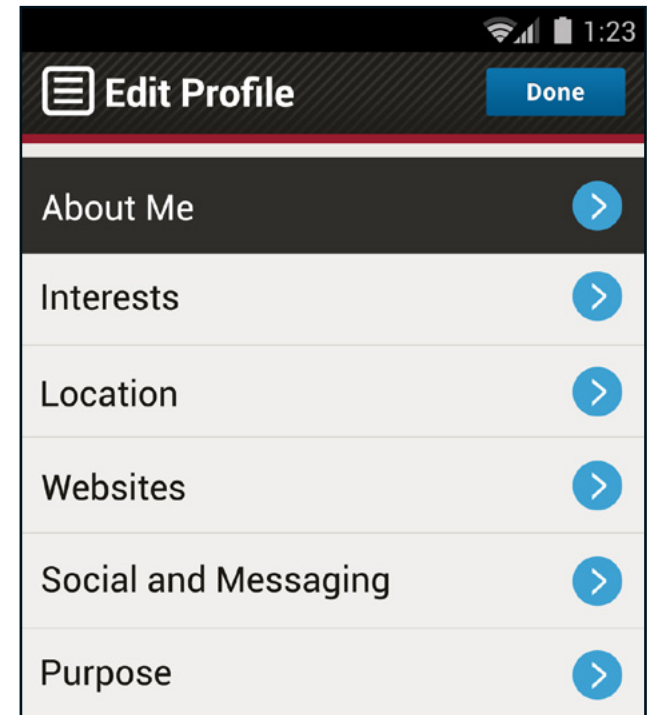 1:23
Edit Profile Done
About Me
Interests
Location
Websites
Social and Messaging
Purpose